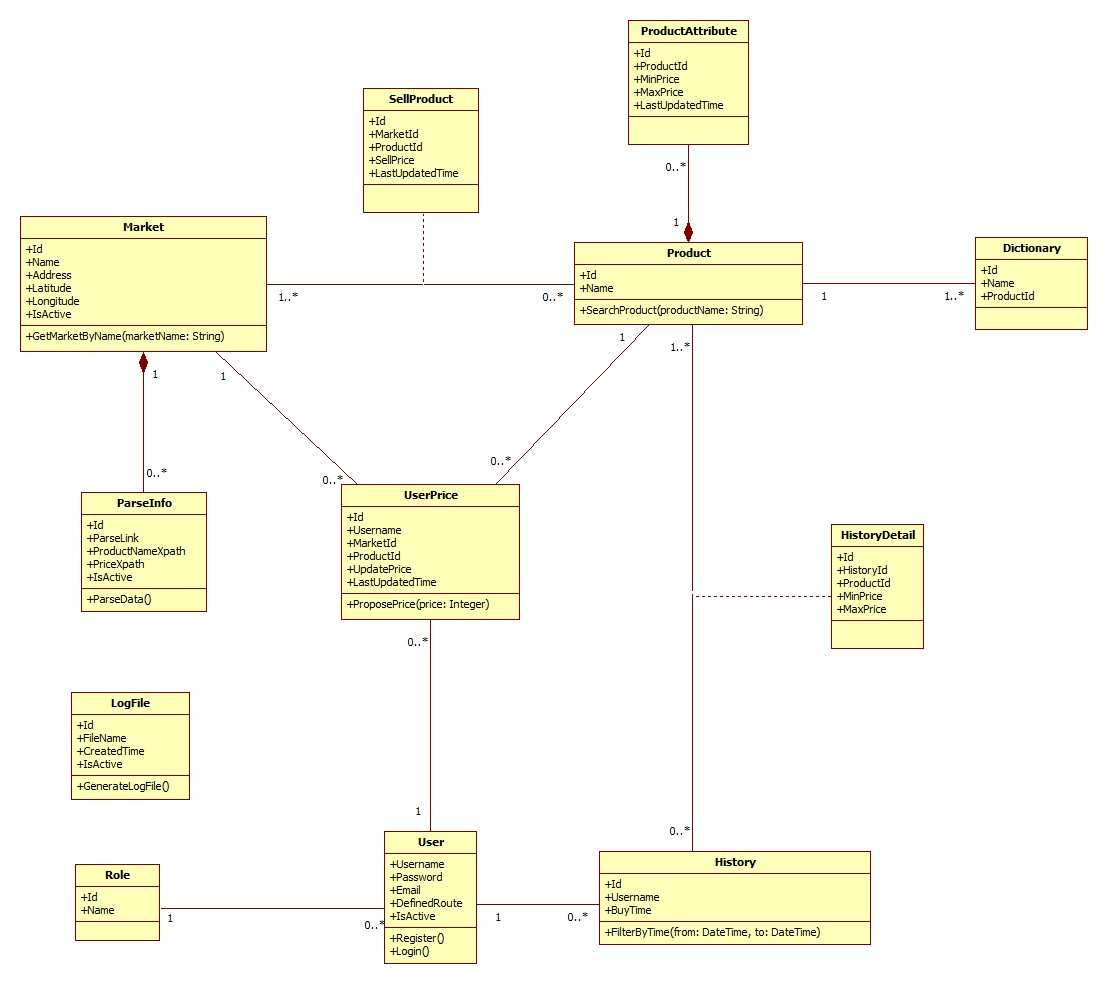 ProductAttribute
+Id
+ProductId
+MinPrice
+MaxPrice
+LastUpdatedTime
SellProduct
+Id
+MarketId
+ProductId
+SellPrice
+LastUpdatedTime
0..*
1
Market
+Id
+Name
+Address
+Latitude
+Longitude
+IsActive
+GetMarketByName(marketName: String)
1..*
0..*
Product
+Id
+Name
+SearchProduct(productName: String)
1
1..*
Dictionary
+Id
+Name
+ProductId
1
1
1
1..*
0..*
0..*
0..*
ParseInfo
+Id
+ParseLink
+ProductNameXpath
+PriceXpath
+IsActive
+ParseData()
UserPrice
+Id
+Username
+MarketId
+ProductId
+UpdatePrice
+LastUpdatedTime
+ProposePrice(price: Integer)
HistoryDetail
+Id
+HistoryId
+ProductId
+MinPrice
+MaxPrice
0..*
LogFile
+Id
+FileName
+CreatedTime
+IsActive
+GenerateLogFile()
1
0..*
Role
+Id
+Name
1
0..*
User
+Username
+Password
+Email
+DefinedRoute
+IsActive
+Register()
+Login()
1
0..*
History
+Id
+Username
+BuyTime
+FilterByTime(from: DateTime, to: DateTime)